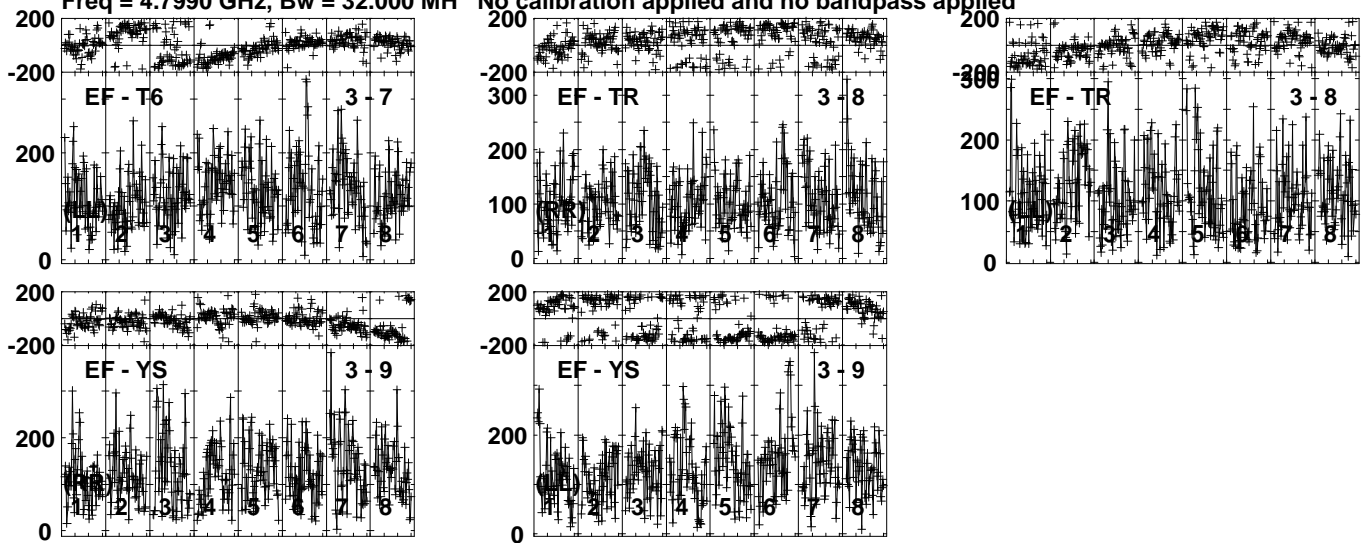 Freq = 4.7990 GHz, Bw = 32.000 MH No calibration applied and no bandpass applied
200
-200
EF - T6 3 - 7
200
(LL)
1 2 3 4 5 6 7 8
0
200
-200
EF - TR 3 - 8
300
200
100
(RR)
1 2 3 4 5 6 7 8
0
200
-200
300
EF - TR 3 - 8
200
100
(LL)
1 2 3 4 5 6 7 8
0
200
-200
EF - YS 3 - 9
200
(RR)
1 2 3 4 5 6 7 8
0
200
-200
EF - YS 3 - 9
200
(LL)
1 2 3 4 5 6 7 8
0